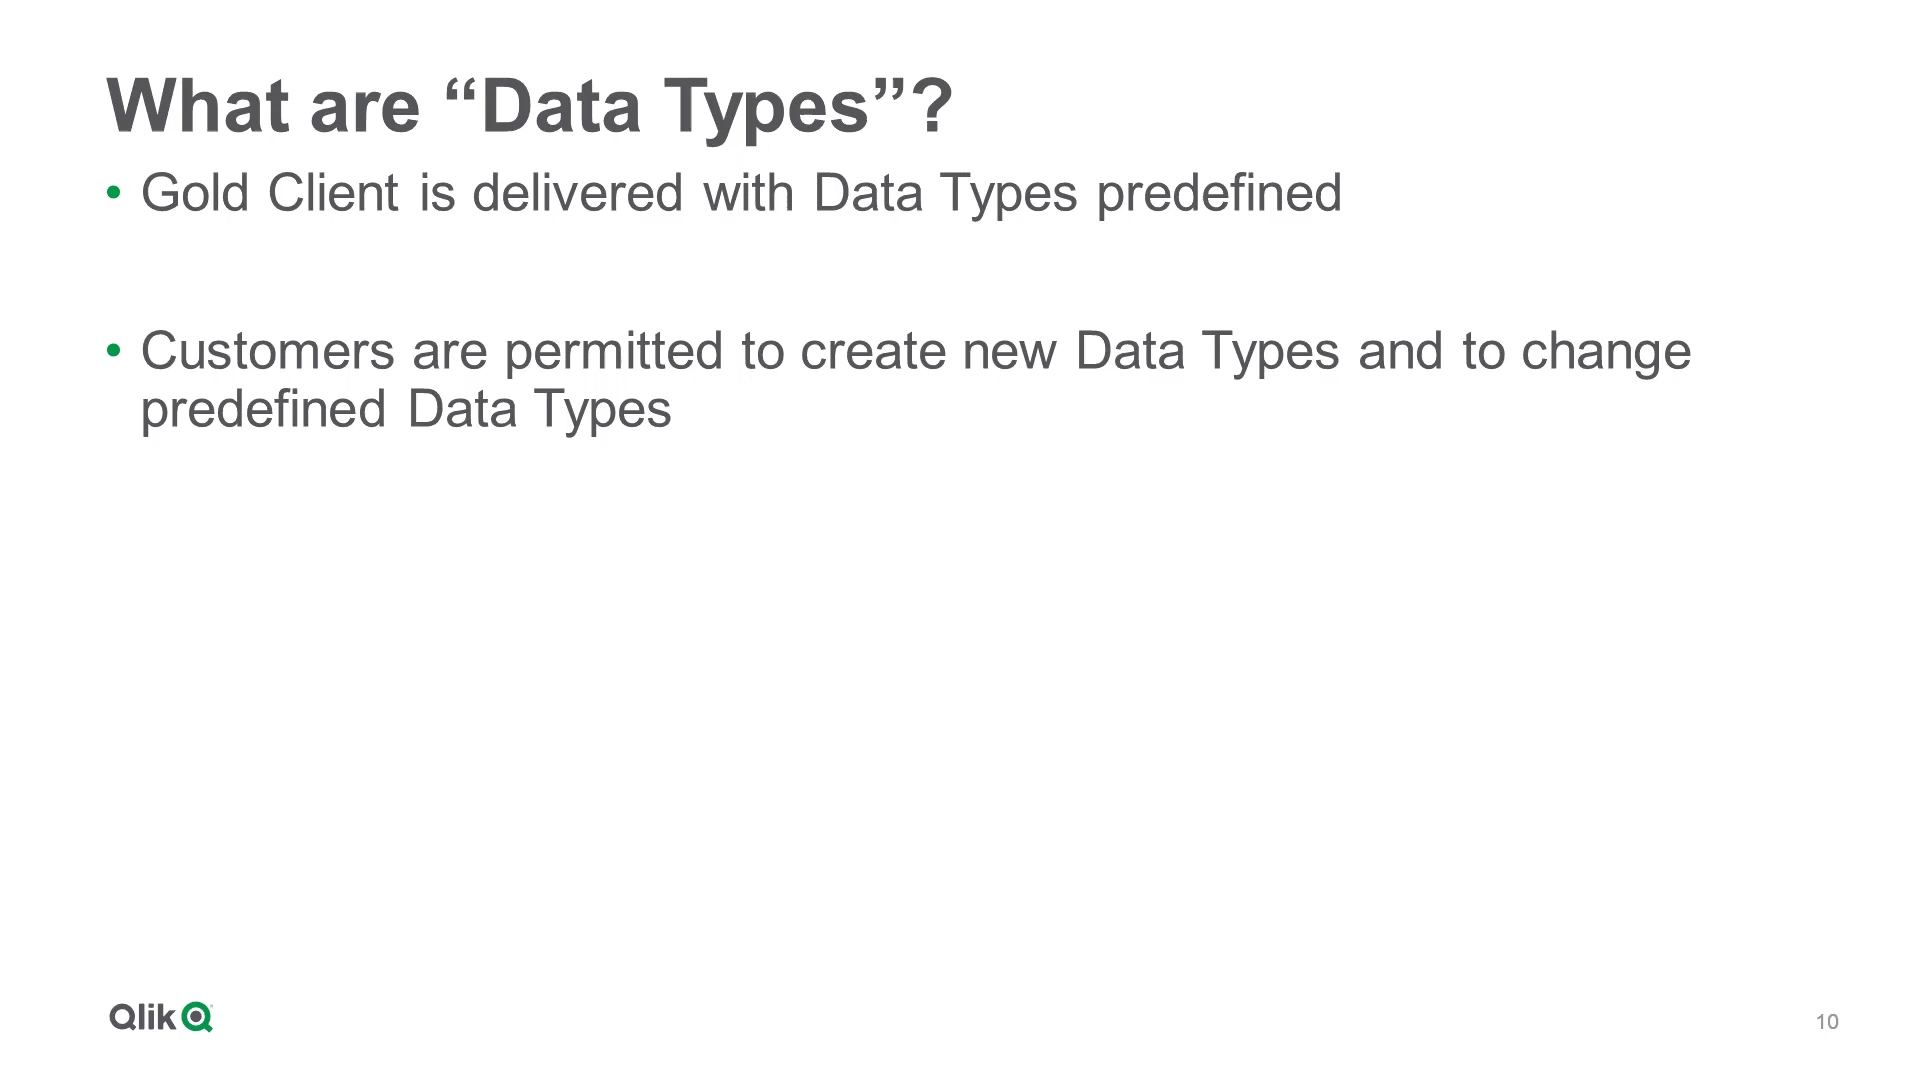 What are “Data Types”?
• Gold Client is delivered with Data Types predefined
• Customers are permitted to create new Data Types and to change
predefined Data Types
Qlik
10